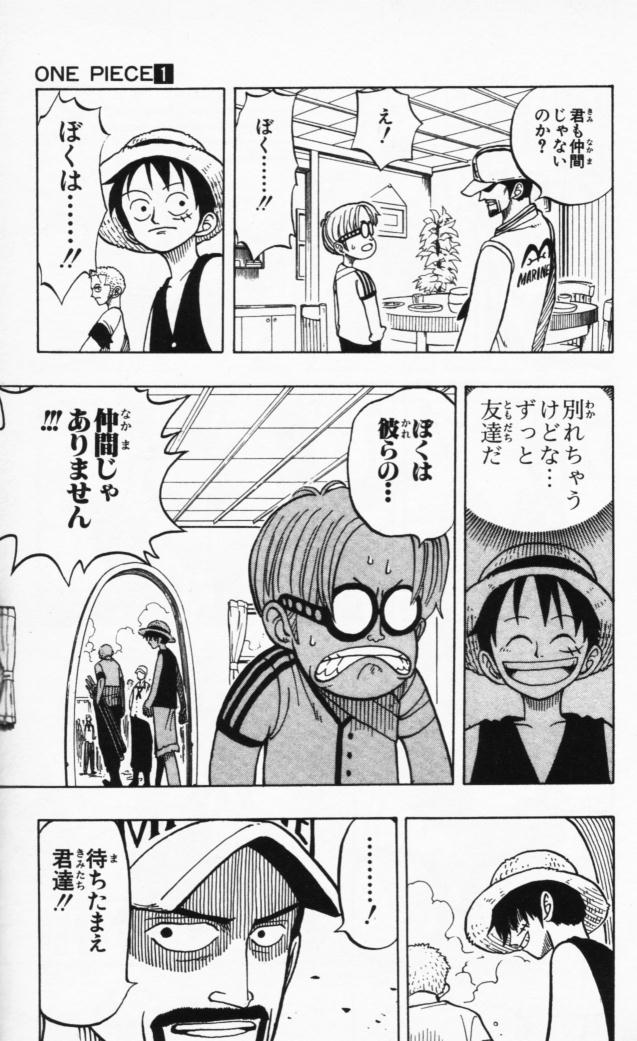 ONE PIECE 1
君も仲間
じゃない
のか?
え!
ぼく……!!
MARINE
ぼくは……!!
別れちゃう
けどな…
ずっと
友達だ
ぼくは
彼らの…
仲間じゃ
ありません
!!!
………!
待ちたまえ
君達!!